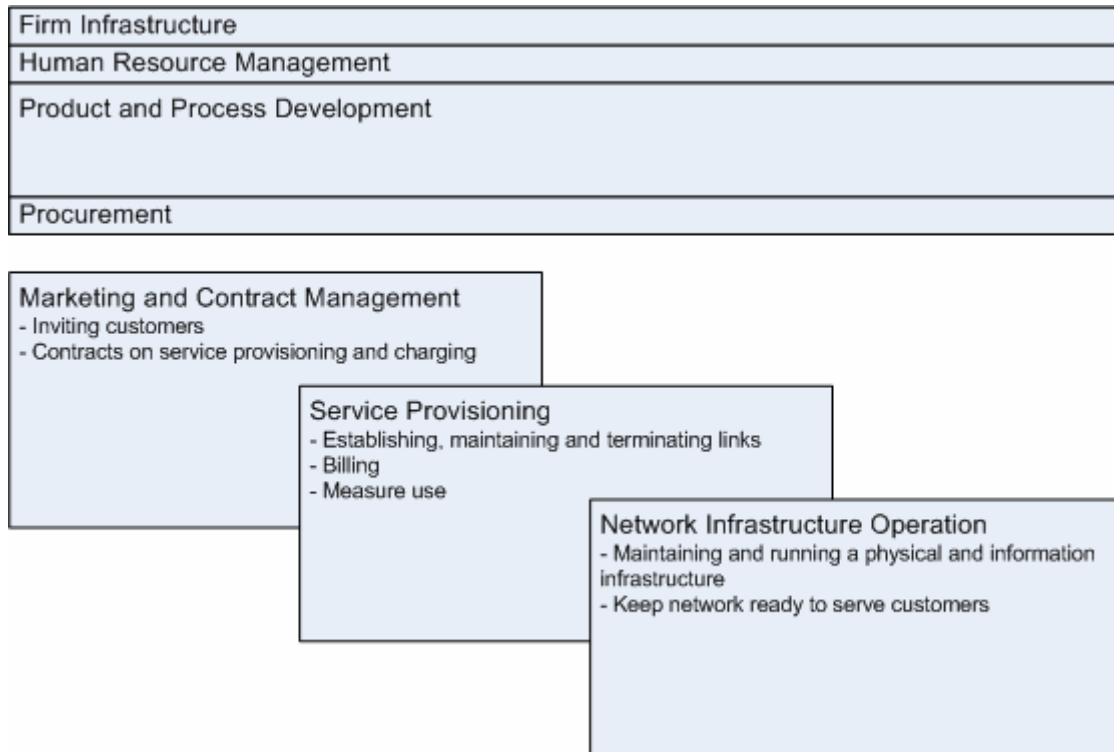 Firm Infrastructure
Human Resource Management
Product and Process Development
Procurement
Marketing and Contract Management
- Inviting customers
- Contracts on service provisioning and charging
Service Provisioning
- Establishing, maintaining and terminating links
- Billing
- Measure use
Network Infrastructure Operation
- Maintaining and running a physical and information
infrastructure
- Keep network ready to serve customers